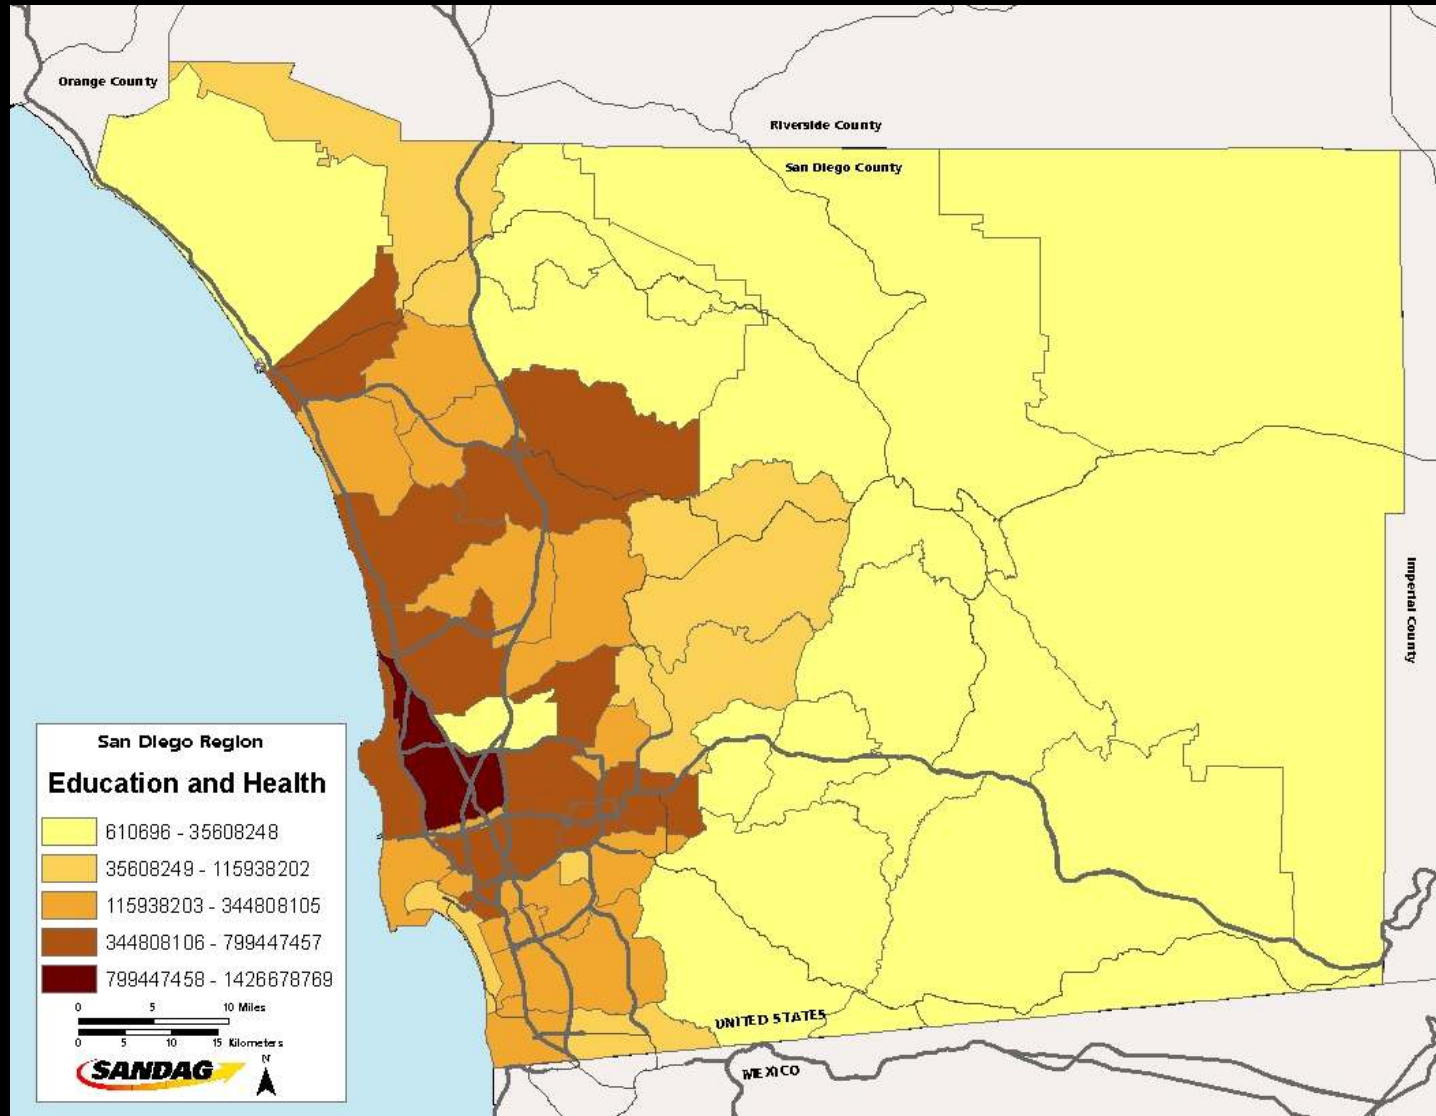 Orange County
Riverside County
San Diego County
Imperial County
San Diego Region
Education and Health
610696 - 35608248
35608249 - 115938202
115938203 - 344808105
344808106 - 799447457
799447458 - 1426678769
0 5 10 Miles
0 5 10 15 Kilometers
SANDAG
N
UNITED STATES
MEXICO